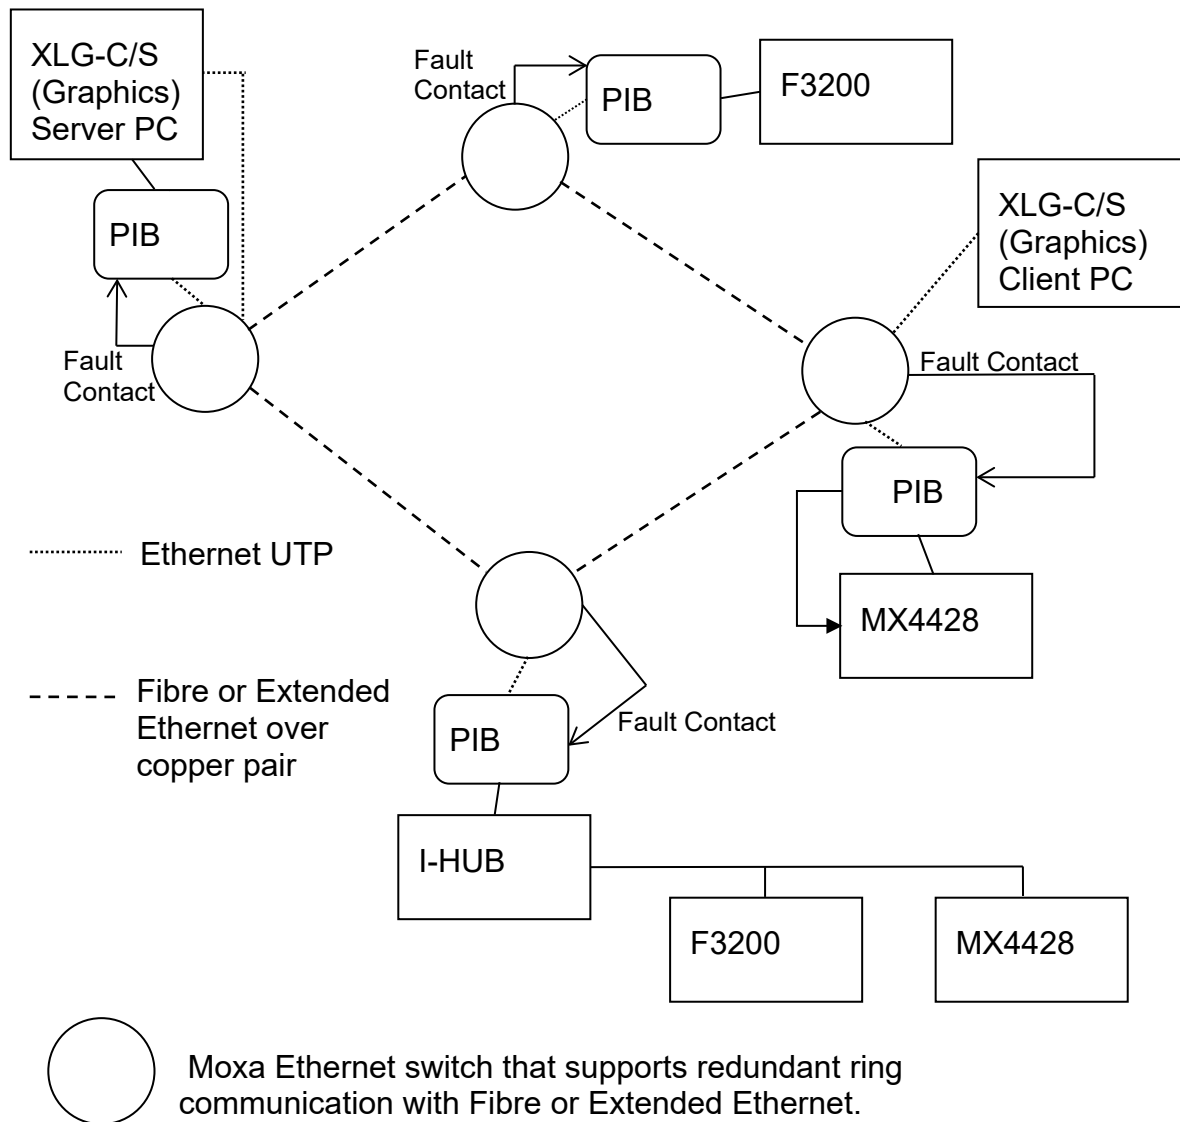 XLG-C/S
(Graphics)
Server PC
Fault
Contact
PIB
F3200
XLG-C/S
(Graphics)
Client PC
PIB
Fault
Contact
Fault Contact
PIB
MX4428
Ethernet UTP
Fibre or Extended
Ethernet over
copper pair
PIB
Fault Contact
I-HUB
F3200
MX4428
Moxa Ethernet switch that supports redundant ring
communication with Fibre or Extended Ethernet.